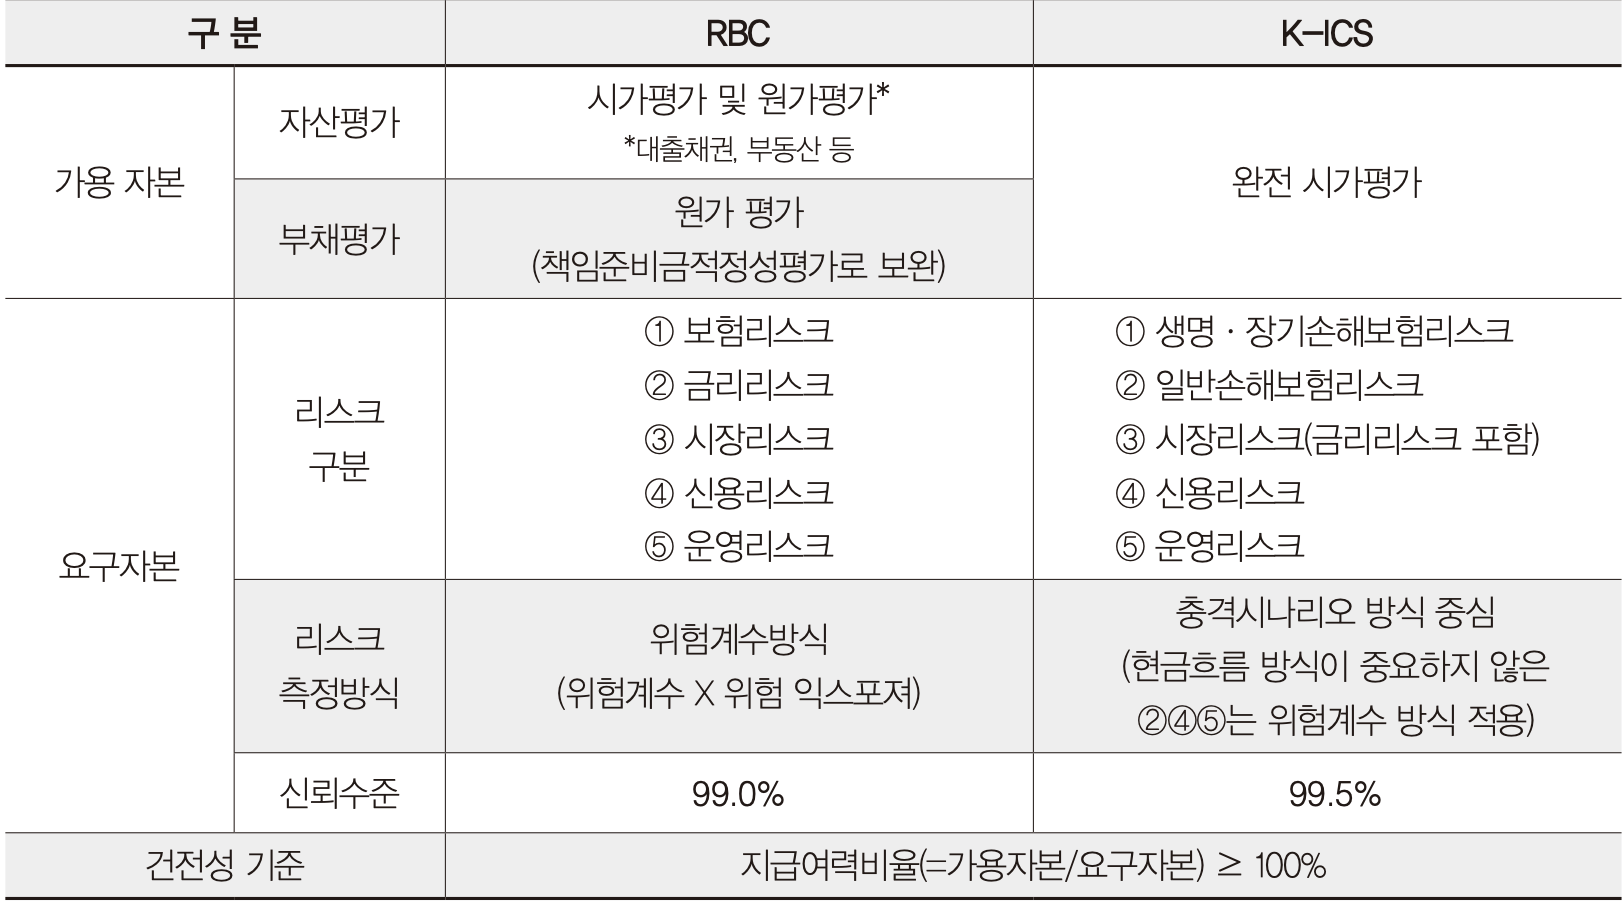 구 분
RBC
K-ICS
가용 자본
자산평가
시가평가 및 원가평가*
*대출채권, 부동산 등
완전 시가평가
부채평가
원가 평가
(책임준비금적정성평가로 보완)
요구자본
리스크
구분
① 보험리스크
② 금리리스크
③ 시장리스크
④ 신용리스크
⑤ 운영리스크
① 생명 · 장기손해보험리스크
② 일반손해보험리스크
③ 시장리스크(금리리스크 포함)
④ 신용리스크
⑤ 운영리스크
리스크
측정방식
위험계수방식
(위험계수 X 위험 익스포져)
충격시나리오 방식 중심
(현금흐름 방식이 중요하지 않은
②④⑤는 위험계수 방식 적용)
신뢰수준
99.0%
99.5%
건전성 기준
지급여력비율(=가용자본/요구자본) ≥ 100%